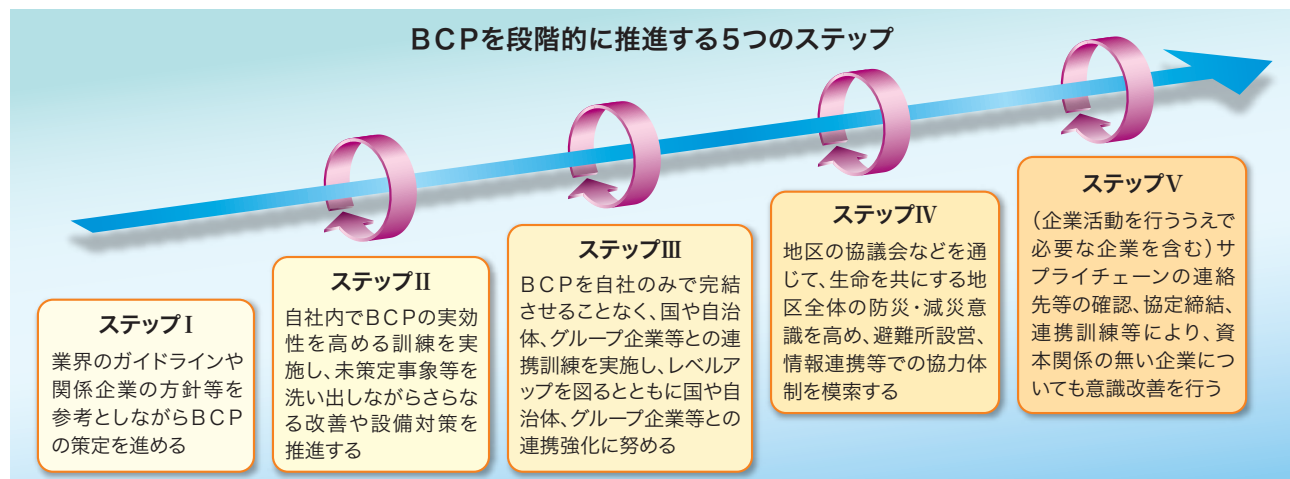 BCPを段階的に推進する5つのステップ
ステップⅠ
業界のガイドラインや
関係企業の方針等を
参考としながらBCP
の策定を進める
ステップⅡ
自社内でBCPの実効
性を高める訓練を実
施し、未策定事象等を
洗い出しながらさらな
る改善や設備対策を
推進する
ステップⅢ
BCPを自社のみで完結
させることなく、国や自治
体、グループ企業等との連
携訓練を実施し、レベルア
ップを図るとともに国や自
治体、グループ企業等との
連携強化に努める
ステップⅣ
地区の協議会などを通
じて、生命を共にする地
区全体の防災・減災意
識を高め、避難所設営、
情報連携等での協力体
制を模索する
ステップⅤ
(企業活動を行ううえで
必要な企業を含む)サ
プライチェーンの連絡
先等の確認、協定締結、
連携訓練等により、資
本関係の無い企業につ
いても意識改善を行う